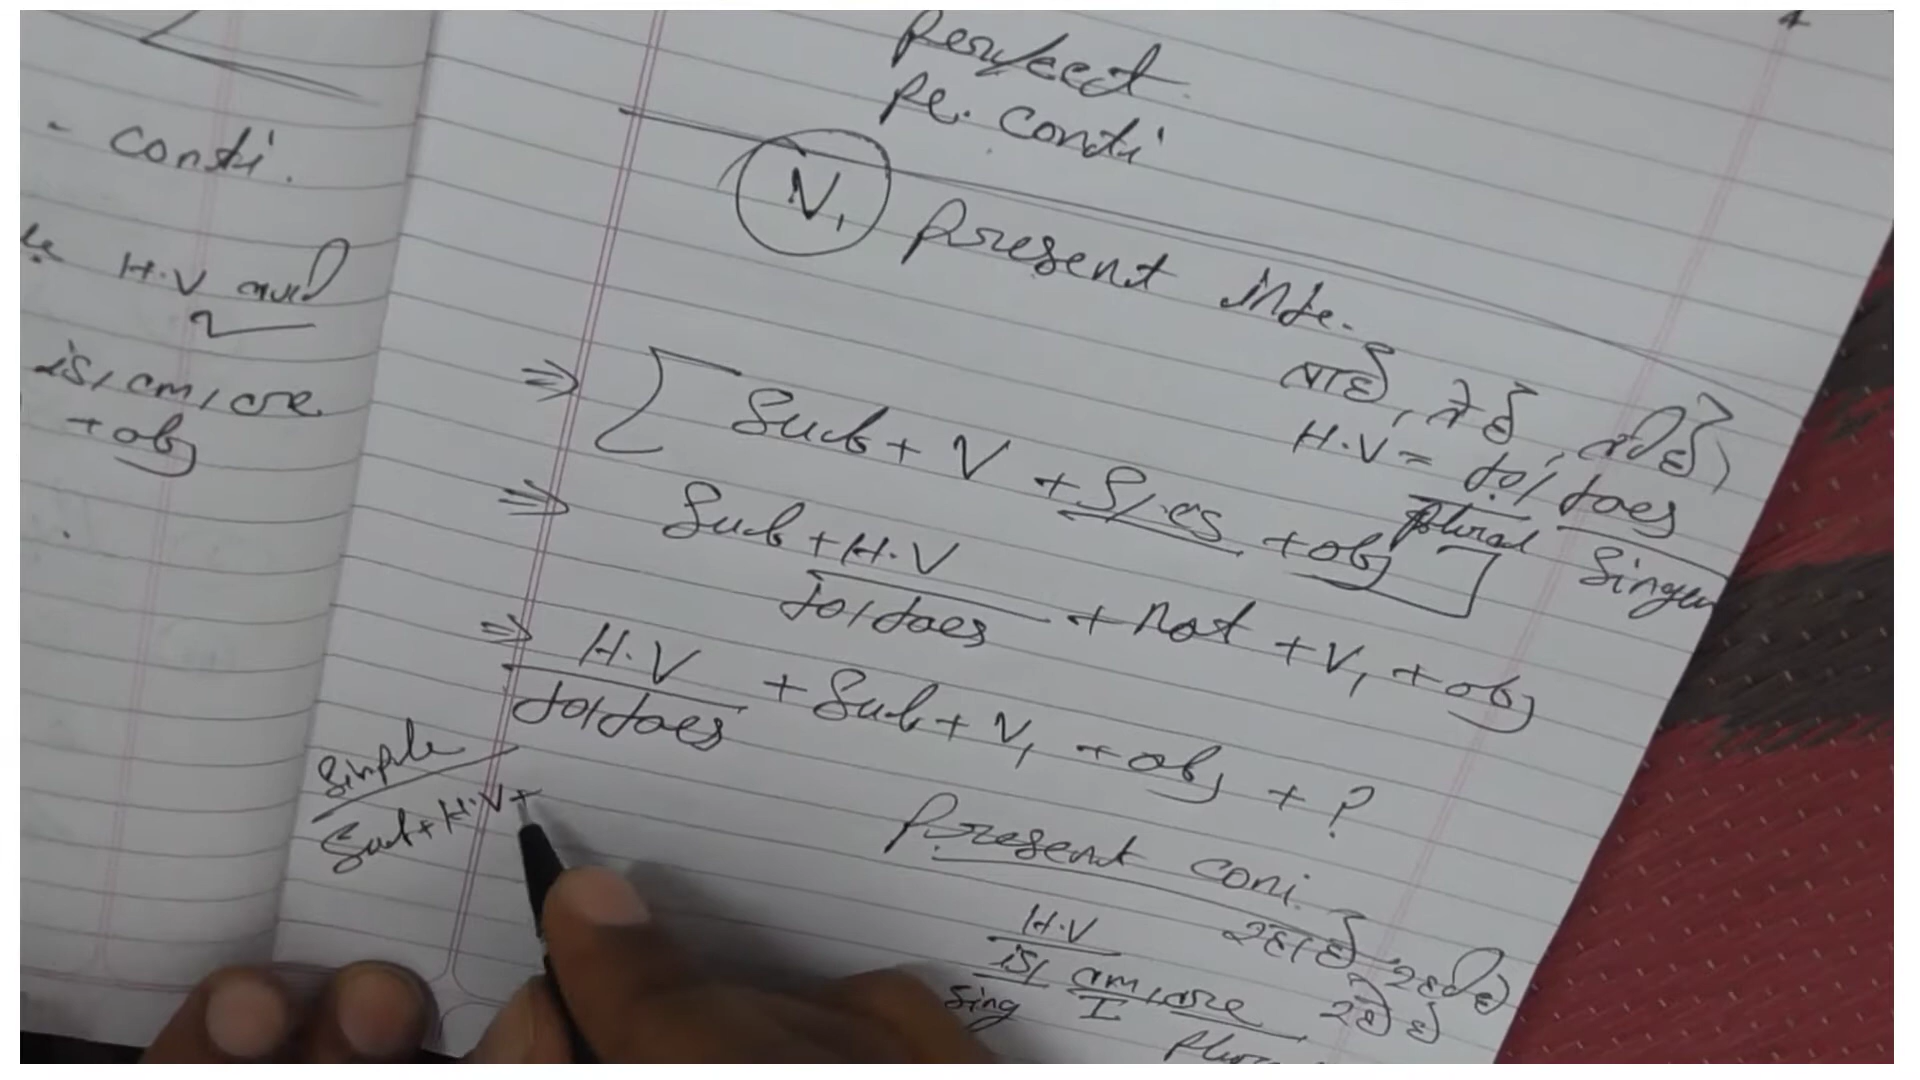 - Conti.
H.V
is, am, are
+ obj
perfect
pe. conti
V₁ Present inde.
ता है, ते है, ती है
H.V = do / does
plural Singu
⇒ [ Sub + V + S/es + obj ]
⇒ Sub + H.V + not + V₁ + obj
do / does
⇒ H.V + Sub + V₁ + obj + ?
do / does
Simple
Sub + H.V +
Present coni.
H.V
रहा है, रही है
is, am, are रहे है
Sing I Plur